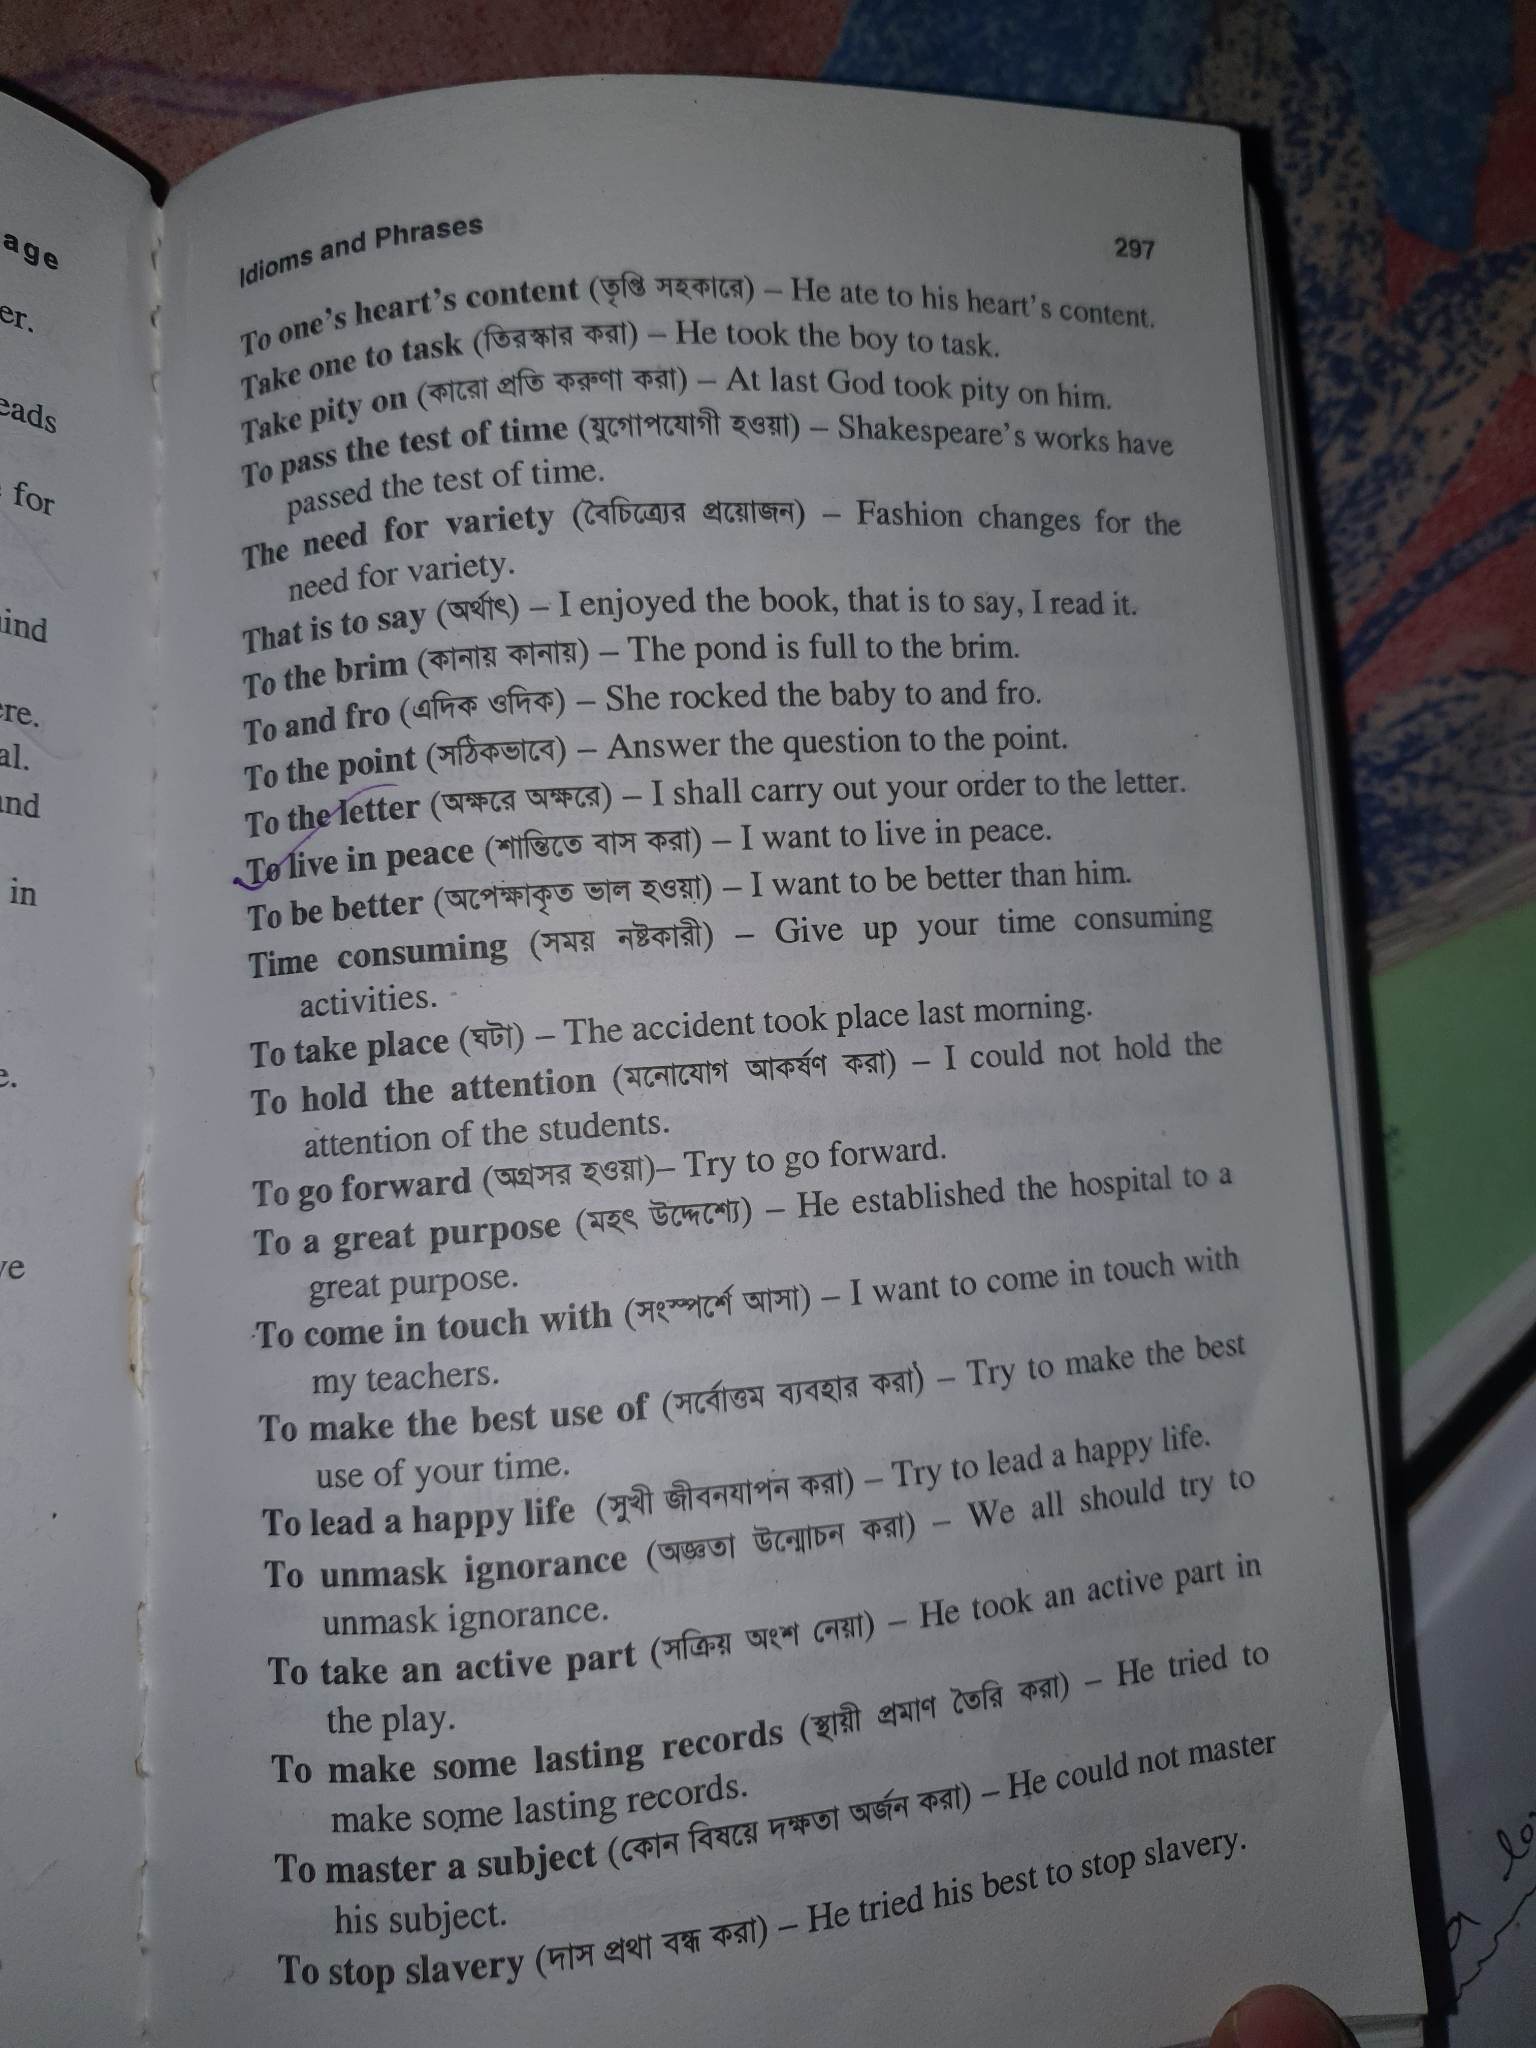 age
er.
eads
for
ind
ere.
al.
and
in
e.
ve
Idioms and Phrases
297
To one's heart's content (তৃপ্তি সহকারে) – He ate to his heart's content.
Take one to task (তিরস্কার করা) – He took the boy to task.
Take pity on (কারো প্রতি করুণা করা) – At last God took pity on him.
To pass the test of time (যুগোপযোগী হওয়া) – Shakespeare's works have
passed the test of time.
The need for variety (বৈচিত্র্যের প্রয়োজন) – Fashion changes for the
need for variety.
That is to say (অর্থাৎ) – I enjoyed the book, that is to say, I read it.
To the brim (কানায় কানায়) – The pond is full to the brim.
To and fro (এদিক ওদিক) – She rocked the baby to and fro.
To the point (সঠিকভাবে) – Answer the question to the point.
To the letter (অক্ষরে অক্ষরে) – I shall carry out your order to the letter.
To live in peace (শান্তিতে বাস করা) – I want to live in peace.
To be better (অপেক্ষাকৃত ভাল হওয়া) – I want to be better than him.
Time consuming (সময় নষ্টকারী) – Give up your time consuming
activities.
To take place (ঘটা) – The accident took place last morning.
To hold the attention (মনোযোগ আকর্ষণ করা) – I could not hold the
attention of the students.
To go forward (অগ্রসর হওয়া)– Try to go forward.
To a great purpose (মহৎ উদ্দেশ্যে) – He established the hospital to a
great purpose.
To come in touch with (সংস্পর্শে আসা) – I want to come in touch with
my teachers.
To make the best use of (সর্বোত্তম ব্যবহার করা) – Try to make the best
use of your time.
To lead a happy life (সুখী জীবনযাপন করা) – Try to lead a happy life.
To unmask ignorance (অজ্ঞতা উন্মোচন করা) – We all should try to
unmask ignorance.
To take an active part (সক্রিয় অংশ নেয়া) – He took an active part in
the play.
To make some lasting records (স্থায়ী প্রমাণ তৈরি করা) – He tried to
make some lasting records.
To master a subject (কোন বিষয়ে দক্ষতা অর্জন করা) – He could not master
his subject.
To stop slavery (দাস প্রথা বন্ধ করা) – He tried his best to stop slavery.